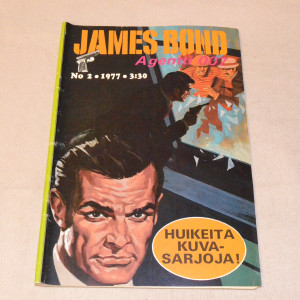 JAMES BOND
Agentti 007
No 2 • 1977 • 3:30
HUIKEITA
KUVA-
SARJOJA!